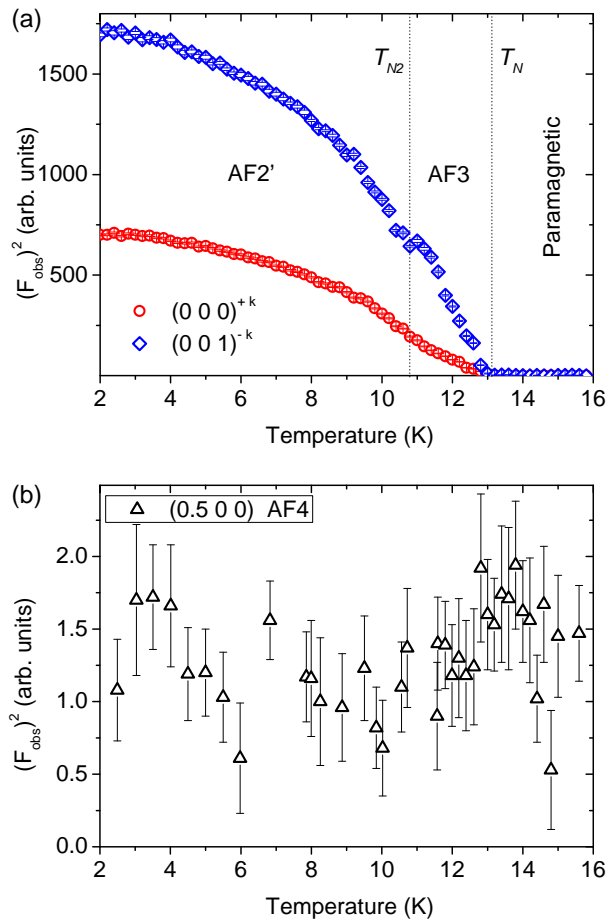 (a)
T_N2
T_N
1500
1000
500
(F_obs)^2 (arb. units)
AF2'
AF3
Paramagnetic
(0 0 0)^+k
(0 0 1)^-k
2 4 6 8 10 12 14 16
Temperature (K)
(b)
(0.5 0 0) AF4
2.0
1.5
1.0
0.5
0.0
(F_obs)^2 (arb. units)
2 4 6 8 10 12 14 16
Temperature (K)